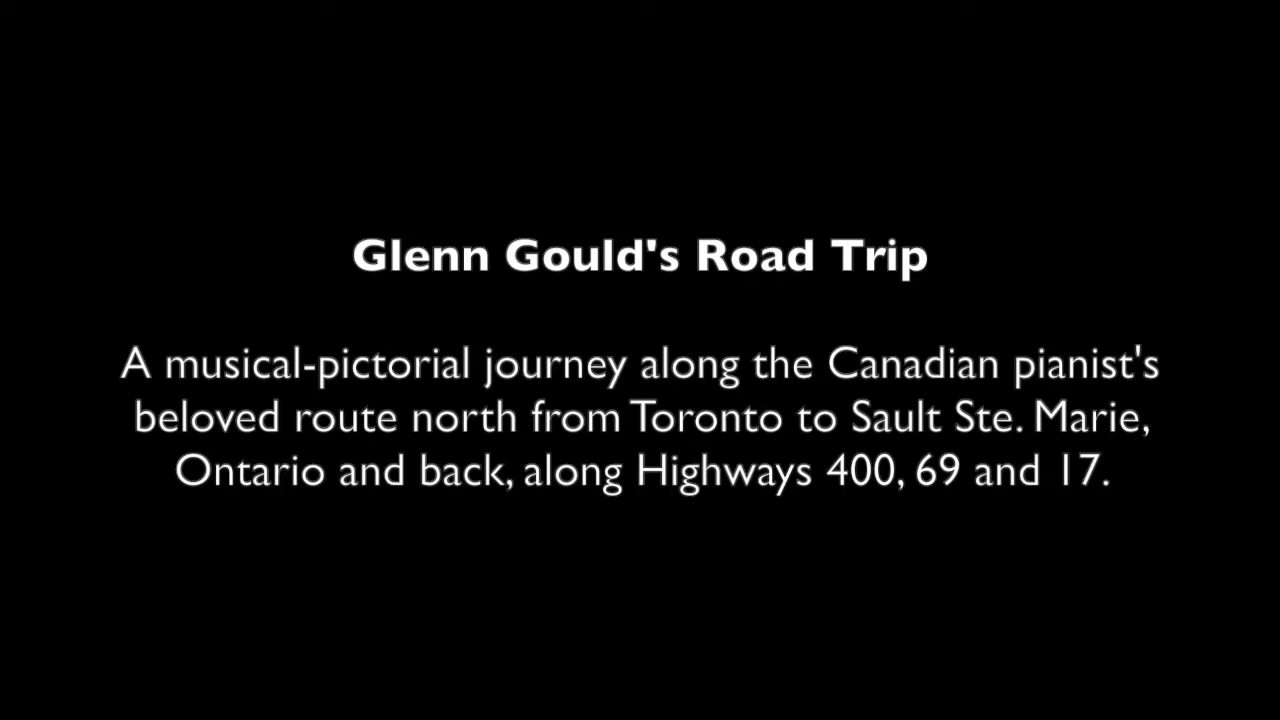 Glenn Gould's Road Trip
A musical-pictorial journey along the Canadian pianist's
beloved route north from Toronto to Sault Ste. Marie,
Ontario and back, along Highways 400, 69 and 17.